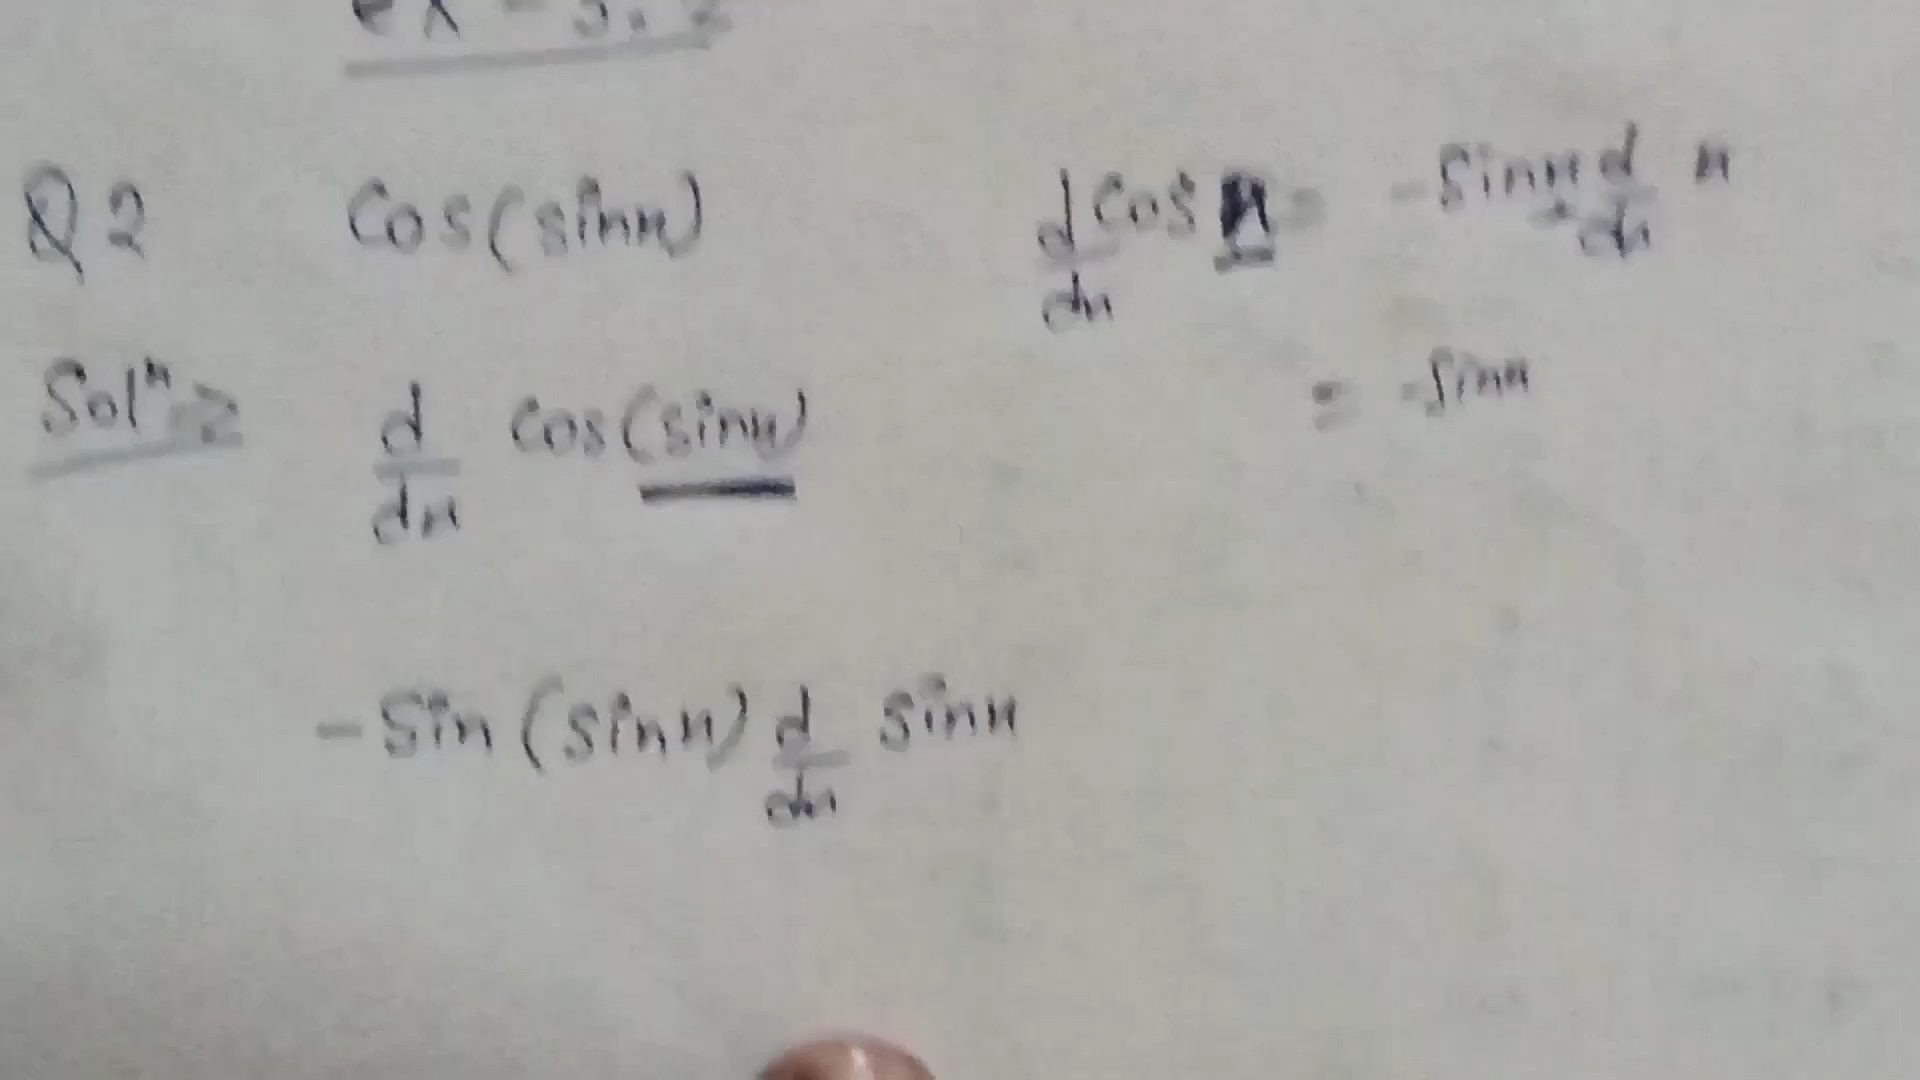 Q2 cos(sinx)
d/dx cos x = -sinx d/dx x
= -sinx
Solⁿ ⇒ d/dx cos(sinx)
-sin(sinx) d/dx sinx